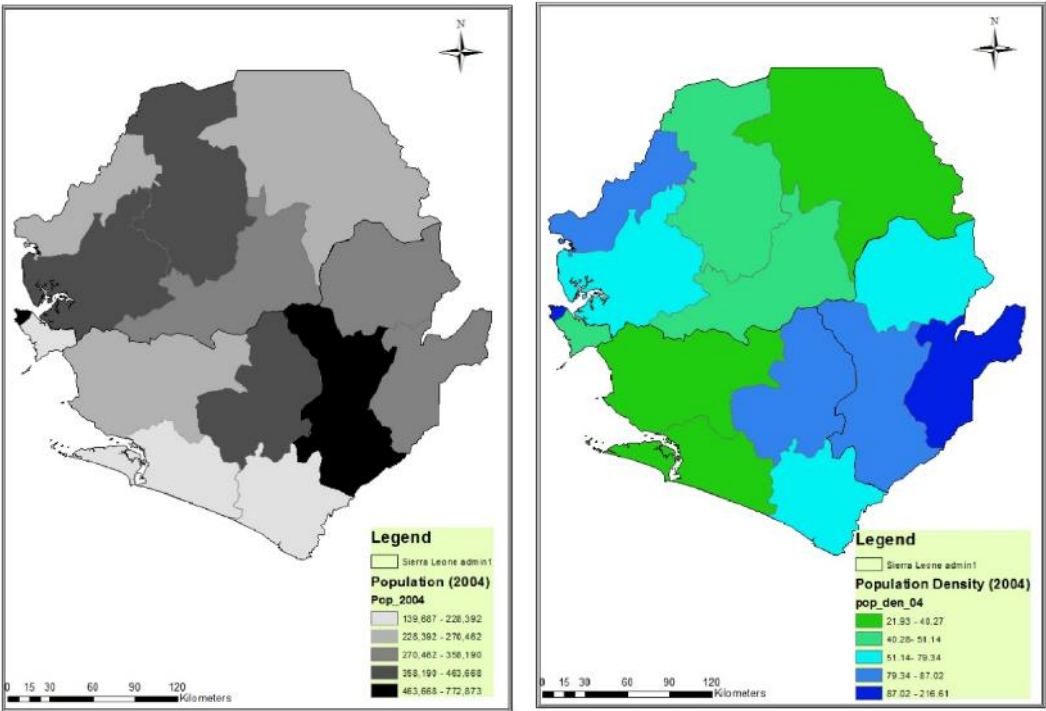 N
Legend
Sierra Leone admin1
Population (2004)
Pop_2004
139,687 - 228,392
228,392 - 270,462
270,462 - 358,190
358,190 - 463,668
463,668 - 772,873
0 15 30 60 90 120
Kilometers
N
Legend
Sierra Leone admin1
Population Density (2004)
pop_den_04
21.93 - 40.27
40.28- 51.14
51.14- 79.34
79.34 - 87.02
87.02 - 216.61
0 15 30 60 90 120
Kilometers